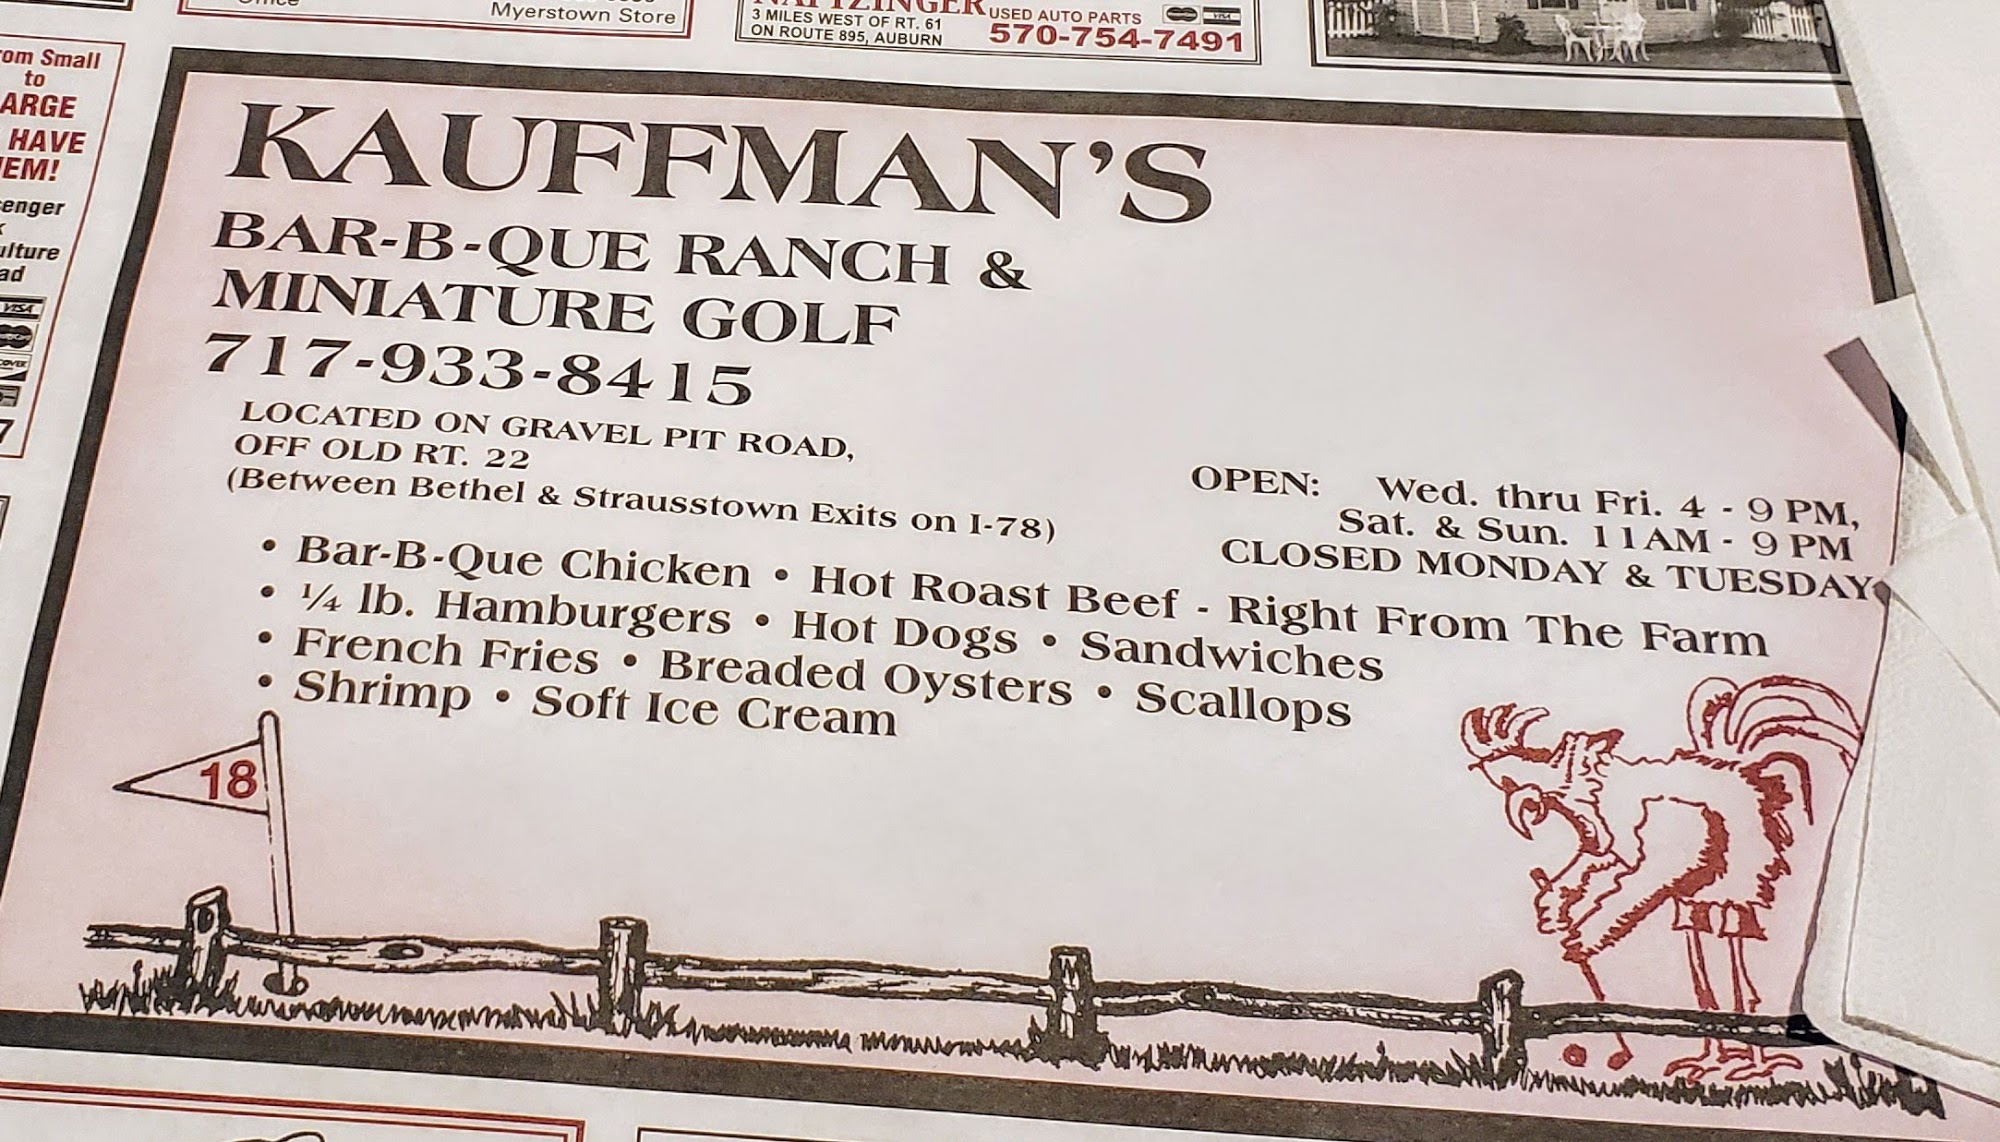 Myerstown Store
USED AUTO PARTS
3 MILES WEST OF RT. 61
ON ROUTE 895, AUBURN
570-754-7491
VISA
Small
to
HAVE
VISA
KAUFFMAN'S
BAR-B-QUE RANCH &
MINIATURE GOLF
717-933-8415
LOCATED ON GRAVEL PIT ROAD,
OFF OLD RT. 22
(Between Bethel & Strausstown Exits on I-78)
OPEN: Wed. thru Fri. 4 - 9 PM,
Sat. & Sun. 11AM - 9 PM
CLOSED MONDAY & TUESDAY
• Bar-B-Que Chicken • Hot Roast Beef - Right From The Farm
• ¼ lb. Hamburgers • Hot Dogs • Sandwiches
• French Fries • Breaded Oysters • Scallops
• Shrimp • Soft Ice Cream
18